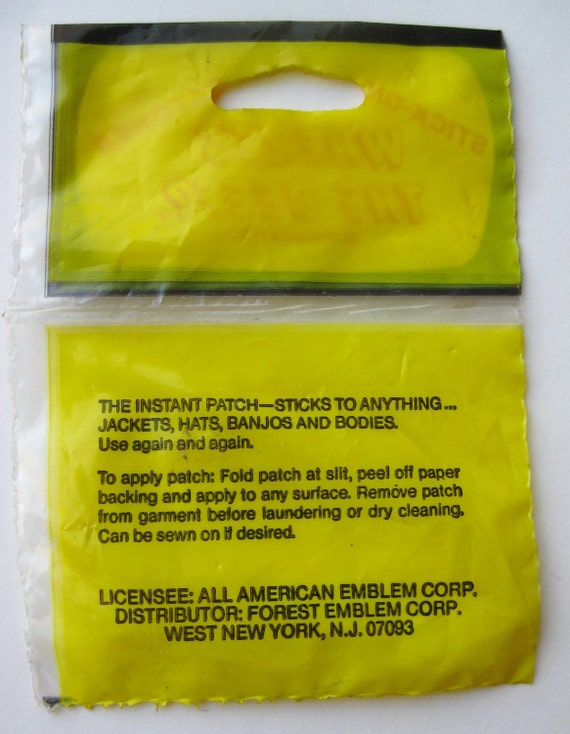 THE INSTANT PATCH—STICKS TO ANYTHING...
JACKETS, HATS, BANJOS AND BODIES.
Use again and again.
To apply patch: Fold patch at slit, peel off paper
backing and apply to any surface. Remove patch
from garment before laundering or dry cleaning.
Can be sewn on if desired.
LICENSEE: ALL AMERICAN EMBLEM CORP.
DISTRIBUTOR: FOREST EMBLEM CORP.
WEST NEW YORK, N.J. 07093